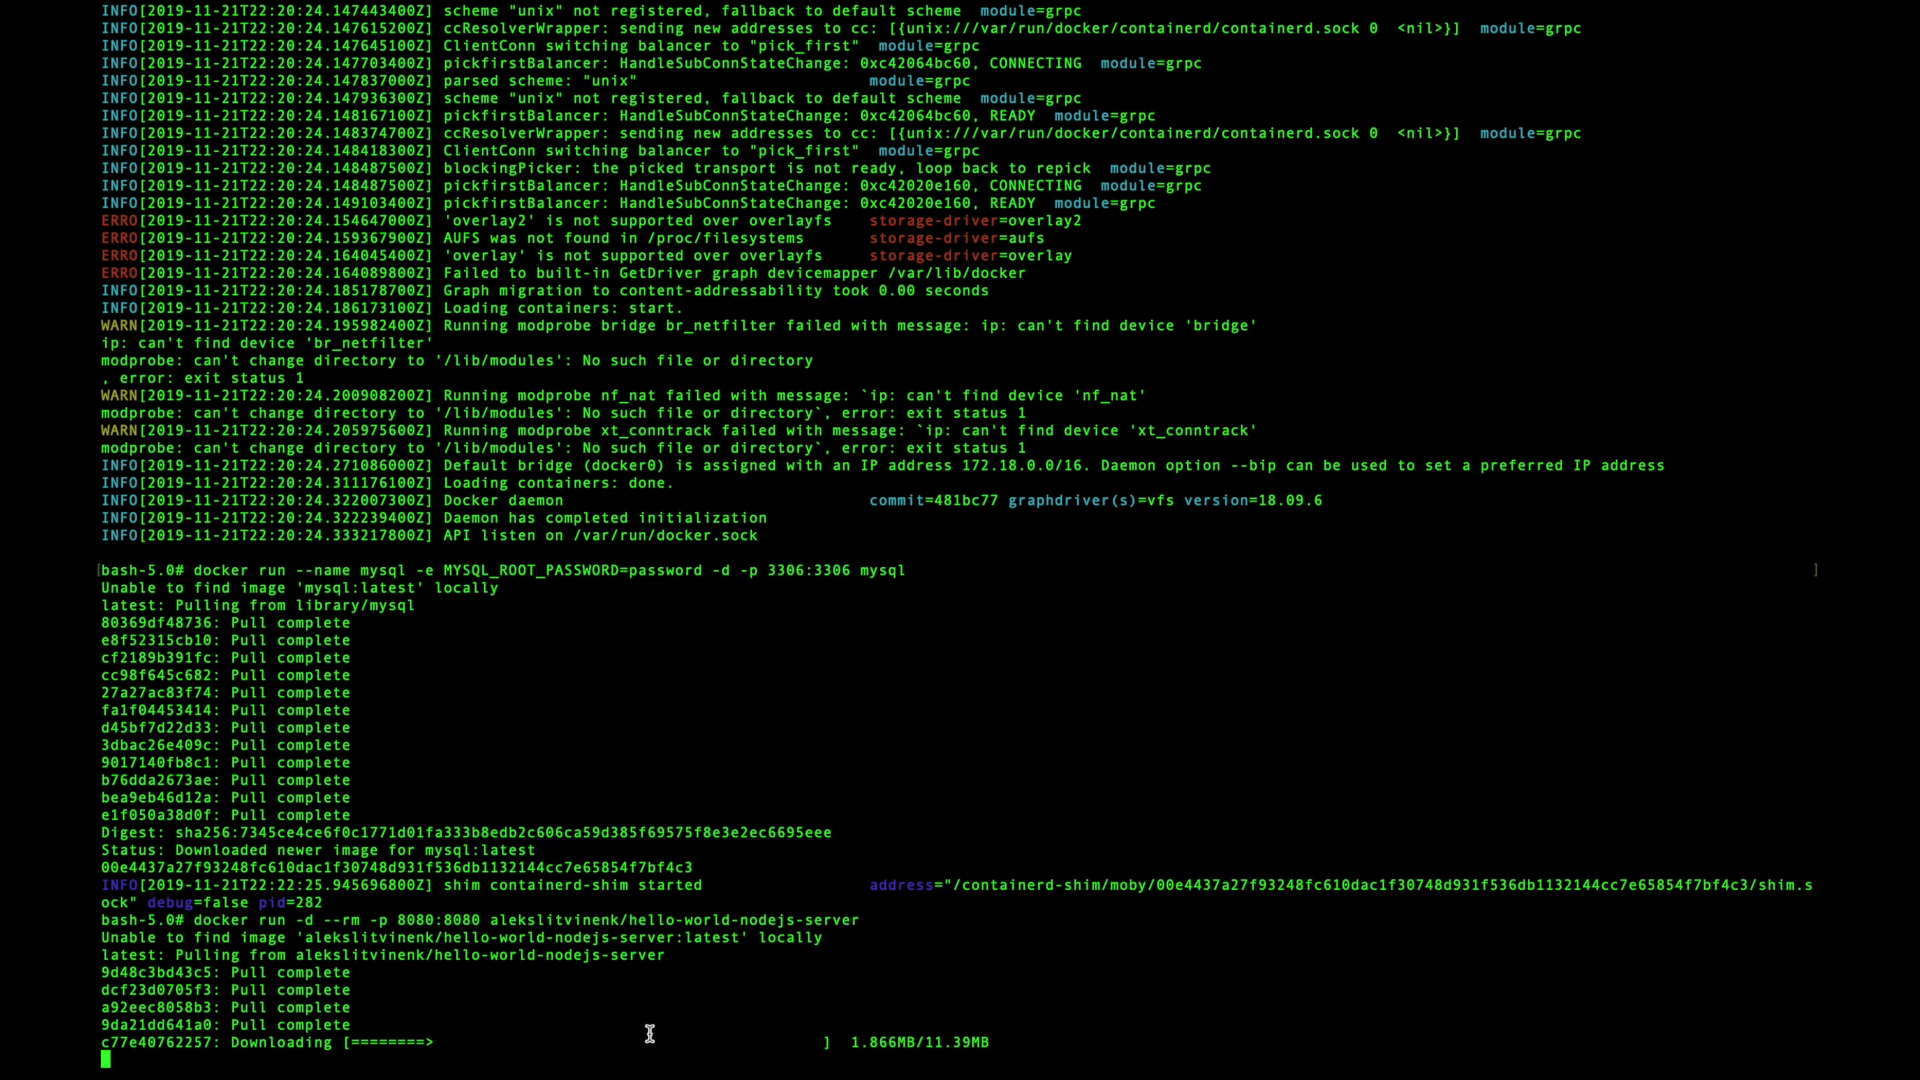 INFO[2019-11-21T22:20:24.147443400Z] scheme "unix" not registered, fallback to default scheme  module=grpc
INFO[2019-11-21T22:20:24.147615200Z] ccResolverWrapper: sending new addresses to cc: [{unix:///var/run/docker/containerd/containerd.sock 0  <nil>}]  module=grpc
INFO[2019-11-21T22:20:24.147645100Z] ClientConn switching balancer to "pick_first"  module=grpc
INFO[2019-11-21T22:20:24.147703400Z] pickfirstBalancer: HandleSubConnStateChange: 0xc42064bc60, CONNECTING  module=grpc
INFO[2019-11-21T22:20:24.147837000Z] parsed scheme: "unix"                         module=grpc
INFO[2019-11-21T22:20:24.147936300Z] scheme "unix" not registered, fallback to default scheme  module=grpc
INFO[2019-11-21T22:20:24.148167100Z] pickfirstBalancer: HandleSubConnStateChange: 0xc42064bc60, READY  module=grpc
INFO[2019-11-21T22:20:24.148374700Z] ccResolverWrapper: sending new addresses to cc: [{unix:///var/run/docker/containerd/containerd.sock 0  <nil>}]  module=grpc
INFO[2019-11-21T22:20:24.148418300Z] ClientConn switching balancer to "pick_first"  module=grpc
INFO[2019-11-21T22:20:24.148487500Z] blockingPicker: the picked transport is not ready, loop back to repick  module=grpc
INFO[2019-11-21T22:20:24.148487100Z] pickfirstBalancer: HandleSubConnStateChange: 0xc42020e160, CONNECTING  module=grpc
INFO[2019-11-21T22:20:24.149103400Z] pickfirstBalancer: HandleSubConnStateChange: 0xc42020e160, READY  module=grpc
ERRO[2019-11-21T22:20:24.154647000Z] 'overlay2' is not supported over overlayfs    storage-driver=overlay2
ERRO[2019-11-21T22:20:24.159367900Z] AUFS was not found in /proc/filesystems       storage-driver=aufs
ERRO[2019-11-21T22:20:24.164045400Z] 'overlay' is not supported over overlayfs     storage-driver=overlay
ERRO[2019-11-21T22:20:24.164089800Z] Failed to built-in GetDriver graph devicemapper /var/lib/docker
INFO[2019-11-21T22:20:24.185178700Z] Graph migration to content-addressability took 0.00 seconds
INFO[2019-11-21T22:20:24.186173100Z] Loading containers: start.
WARN[2019-11-21T22:20:24.195982400Z] Running modprobe bridge br_netfilter failed with message: ip: can't find device 'bridge'
ip: can't find device 'br_netfilter'
modprobe: can't change directory to '/lib/modules': No such file or directory
, error: exit status 1
WARN[2019-11-21T22:20:24.200908200Z] Running modprobe nf_nat failed with message: `ip: can't find device 'nf_nat'
modprobe: can't change directory to '/lib/modules': No such file or directory`, error: exit status 1
WARN[2019-11-21T22:20:24.205975600Z] Running modprobe xt_conntrack failed with message: `ip: can't find device 'xt_conntrack'
modprobe: can't change directory to '/lib/modules': No such file or directory`, error: exit status 1
INFO[2019-11-21T22:20:24.271086000Z] Default bridge (docker0) is assigned with an IP address 172.18.0.0/16. Daemon option --bip can be used to set a preferred IP address
INFO[2019-11-21T22:20:24.311176100Z] Loading containers: done.
INFO[2019-11-21T22:20:24.322007300Z] Docker daemon                                 commit=481bc77 graphdriver(s)=vfs version=18.09.6
INFO[2019-11-21T22:20:24.322239400Z] Daemon has completed initialization
INFO[2019-11-21T22:20:24.333217800Z] API listen on /var/run/docker.sock
[bash-5.0# docker run --name mysql -e MYSQL_ROOT_PASSWORD=password -d -p 3306:3306 mysql ]
Unable to find image 'mysql:latest' locally
latest: Pulling from library/mysql
80369df48736: Pull complete
e8f52315cb10: Pull complete
cf2189b391fc: Pull complete
cc98f645c682: Pull complete
27a27ac83f74: Pull complete
fa1f04453414: Pull complete
d45bf7d22d33: Pull complete
3dbac26e409c: Pull complete
9017140fb8c1: Pull complete
b76dda2673ae: Pull complete
bea9eb46d12a: Pull complete
e1f050a38d0f: Pull complete
Digest: sha256:7345ce4ce6f0c1771d01fa333b8edb2c606ca59d385f69575f8e3e2ec6695eee
Status: Downloaded newer image for mysql:latest
00e4437a27f93248fc610dac1f30748d931f536db1132144cc7e65854f7bf4c3
INFO[2019-11-21T22:22:25.945696800Z] shim containerd-shim started                  address="/containerd-shim/moby/00e4437a27f93248fc610dac1f30748d931f536db1132144cc7e65854f7bf4c3/shim.s
ock" debug=false pid=282
bash-5.0# docker run -d --rm -p 8080:8080 alekslitvinenk/hello-world-nodejs-server
Unable to find image 'alekslitvinenk/hello-world-nodejs-server:latest' locally
latest: Pulling from alekslitvinenk/hello-world-nodejs-server
9d48c3bd43c5: Pull complete
dcf23d0705f3: Pull complete
a92eec8058b3: Pull complete
9da21dd641a0: Pull complete
c77e40762257: Downloading [========>                                          ]  1.866MB/11.39MB